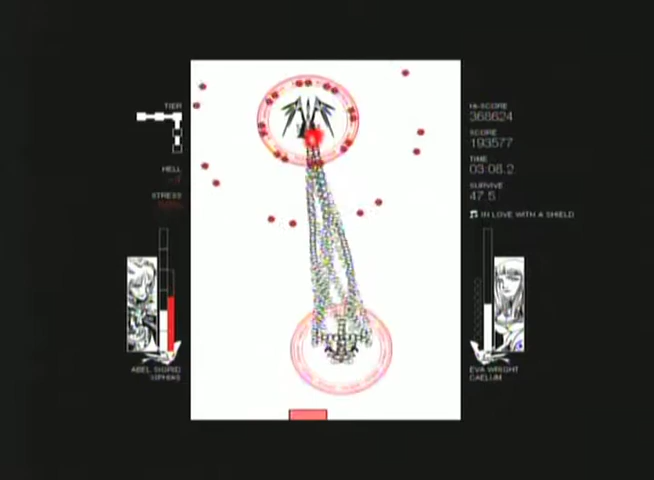 TIER
HELL
STRESS
ABEL SIGRID
XIPHIAS
HI-SCORE
368624
SCORE
193577
TIME
03:06.2
SURVIVE
47.5
IN LOVE WITH A SHIELD
EVA WRIGHT
CAELUM